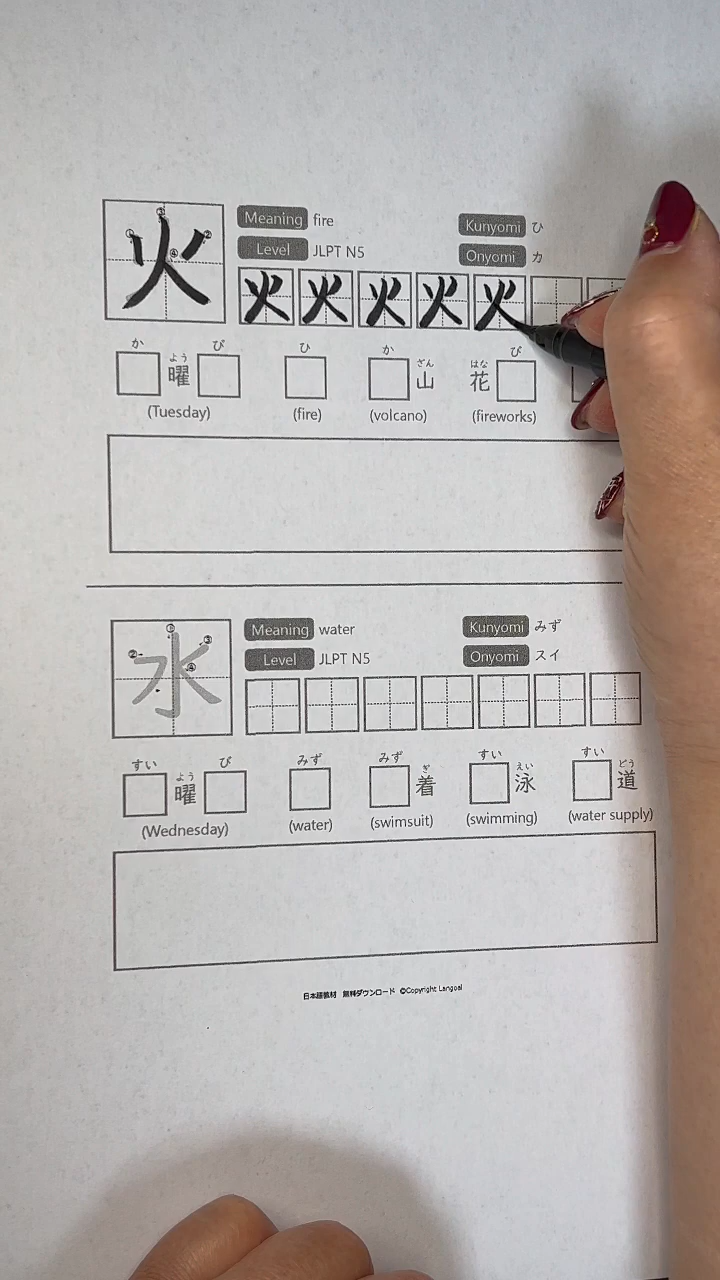 火 Meaning fire Kunyomi ひ
Level JLPT N5 Onyomi カ
火 火 火 火 火
か よう び ひ か ざん はな び
曜 山 花
(Tuesday) (fire) (volcano) (fireworks)
水 Meaning water Kunyomi みず
Level JLPT N5 Onyomi スイ
すい よう び みず みず ぎ すい えい すい どう
曜 着 泳 道
(Wednesday) (water) (swimsuit) (swimming) (water supply)
日本語教材 無料ダウンロード ©Copyright Langoal